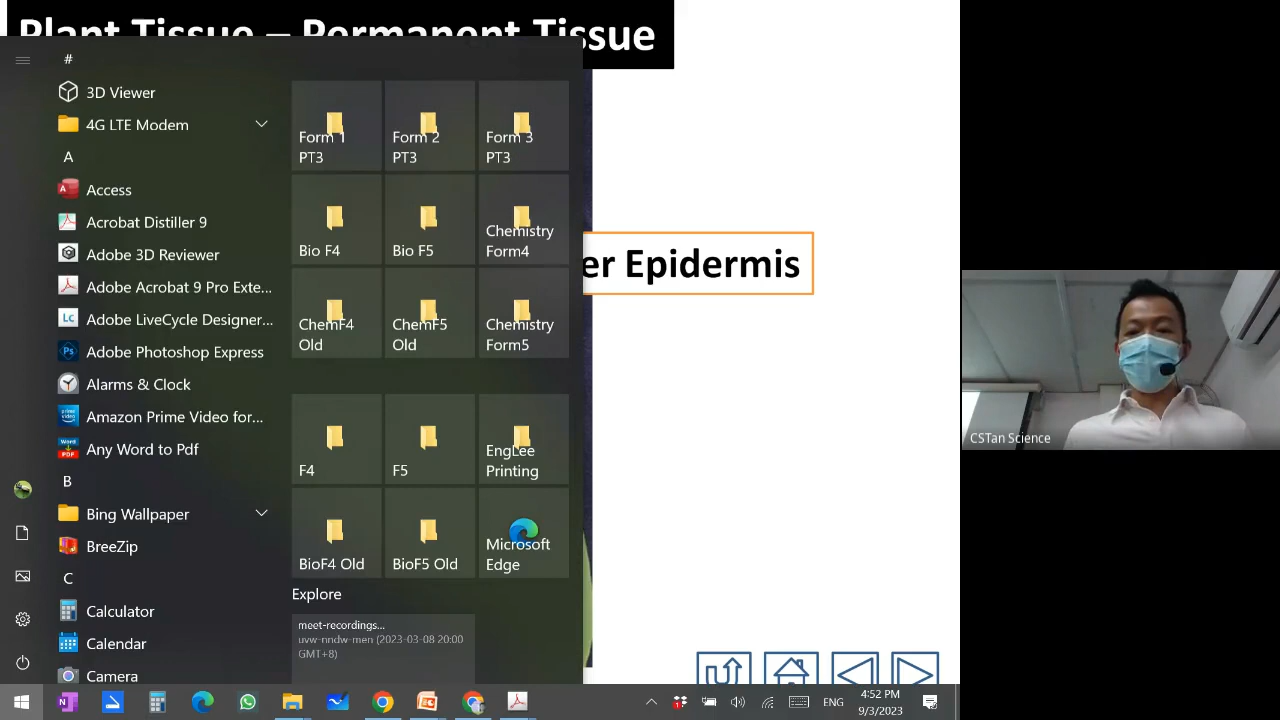 Plant Tissue – Permanent Tissue
#
3D Viewer
4G LTE Modem
A
Access
Acrobat Distiller 9
Adobe 3D Reviewer
Adobe Acrobat 9 Pro Exte...
Adobe LiveCycle Designer...
Adobe Photoshop Express
Alarms & Clock
Amazon Prime Video for...
Any Word to Pdf
B
Bing Wallpaper
BreeZip
C
Calculator
Calendar
Camera
Form 1
PT3
Form 2
PT3
Form 3
PT3
Bio F4
Bio F5
Chemistry
Form4
ChemF4
Old
ChemF5
Old
Chemistry
Form5
F4
F5
EngLee
Printing
BioF4 Old
BioF5 Old
Microsoft
Edge
Explore
meet-recordings...
uvw-nndw-men (2023-03-08 20:00
GMT+8)
er Epidermis
CSTan Science
ENG
4:52 PM
9/3/2023